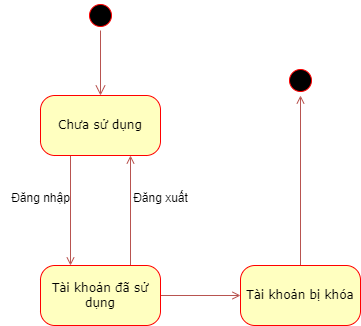 Chưa sử dụng
Đăng nhập
Đăng xuất
Tài khoản đã sử
dụng
Tài khoản bị khóa